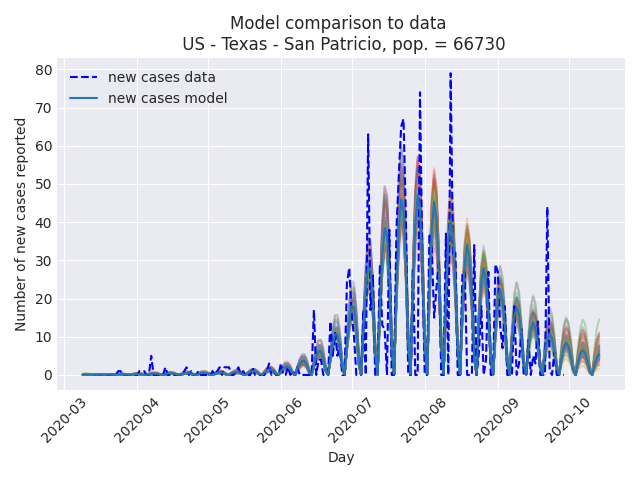 Model comparison to data
US - Texas - San Patricio, pop. = 66730
new cases data
new cases model
Number of new cases reported
80
70
60
50
40
30
20
10
0
2020-03
2020-04
2020-05
2020-06
2020-07
2020-08
2020-09
2020-10
Day